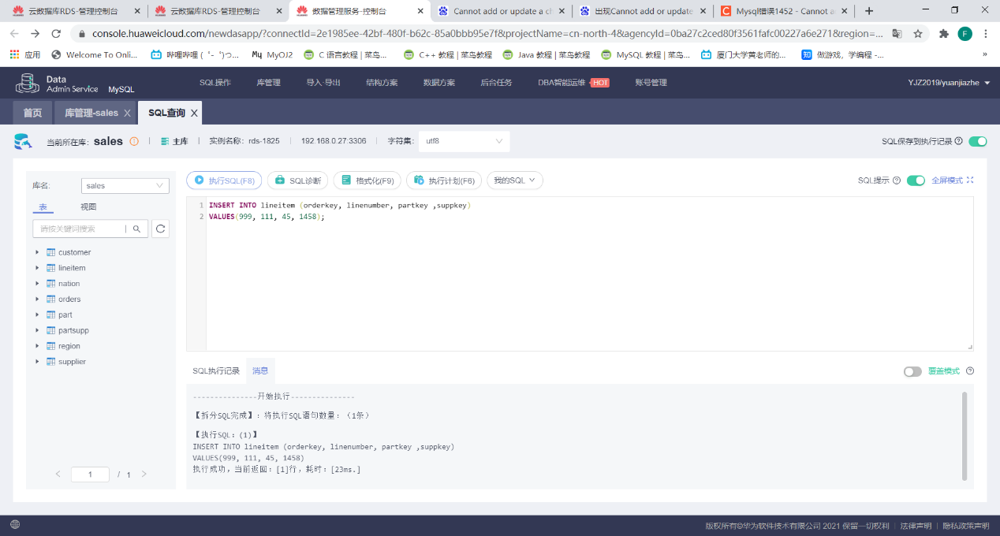 云数据库RDS-管理控制台
云数据库RDS-管理控制台
数据管理服务-控制台
Cannot add or update a ch
出现Cannot add or update
Mysql错误1452 - Cannot a
console.huaweicloud.com/newdasapp/?connectId=2e1985ee-42bf-480f-b62c-85a0bbb95e7f&projectName=cn-north-4&agencyId=0ba27c2ced80f3561fafc00227a6e271&region=...
F
应用
Welcome To Onli...
哔哩哔哩 (゜-゜)つ...
MyOJ2
C 语言教程 | 菜鸟...
C++ 教程 | 菜鸟教程
Java 教程 | 菜鸟教程
MySQL 教程 | 菜鸟...
厦门大学黄老师的...
知 做游戏，学编程 -...
»
Data
Admin Service MySQL
SQL操作
库管理
导入·导出
结构方案
数据方案
后台任务
DBA智能运维 HOT
账号管理
YJZ2019/yuanjiazhe
首页
库管理-sales
SQL查询
当前所在库: sales
主库
实例名称: rds-1825
192.168.0.27:3306
字符集: utf8
SQL保存到执行记录
库名: sales
表 视图
请按关键词搜索
customer
lineitem
nation
orders
part
partsupp
region
supplier
1 / 1
执行SQL(F8)
SQL诊断
格式化(F9)
执行计划(F6)
我的SQL
SQL提示
全屏模式
1 INSERT INTO lineitem (orderkey, linenumber, partkey ,suppkey)
2 VALUES(999, 111, 45, 1458);
SQL执行记录
消息
覆盖模式
---------------开始执行---------------
【拆分SQL完成】：将执行SQL语句数量：（1条）
【执行SQL：(1)】
INSERT INTO lineitem (orderkey, linenumber, partkey ,suppkey)
VALUES(999, 111, 45, 1458)
执行成功，当前返回：[1]行，耗时：[23ms.]
版权所有©华为软件技术有限公司 2021 保留一切权利 | 法律声明 | 隐私政策声明